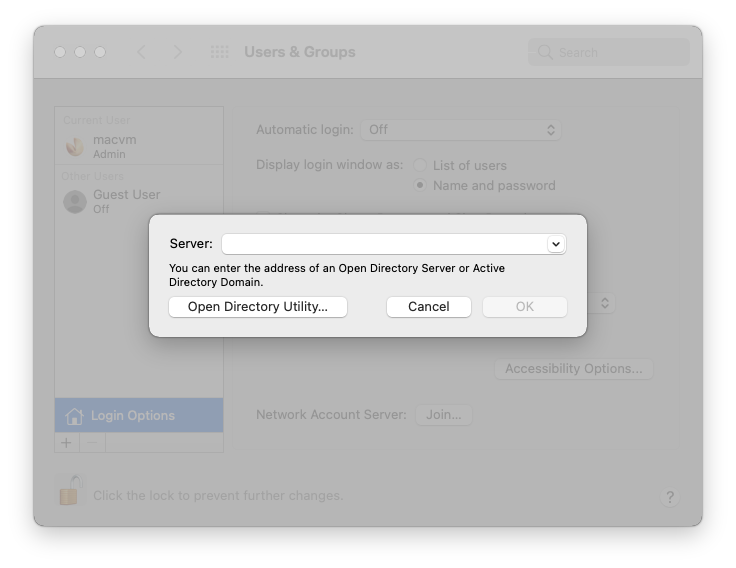 Users & Groups
Search
Current User
macvm
Admin
Other Users
Guest User
Off
Automatic login: Off
Display login window as: List of users
Name and password
Server:
You can enter the address of an Open Directory Server or Active
Directory Domain.
Open Directory Utility...
Cancel
OK
Accessibility Options...
Login Options
Network Account Server: Join...
+
−
Click the lock to prevent further changes.
?